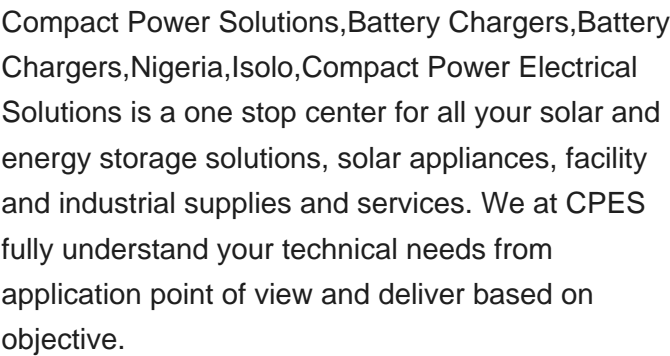 Compact Power Solutions,Battery Chargers,Battery
Chargers,Nigeria,Isolo,Compact Power Electrical
Solutions is a one stop center for all your solar and
energy storage solutions, solar appliances, facility
and industrial supplies and services. We at CPES
fully understand your technical needs from
application point of view and deliver based on
objective.